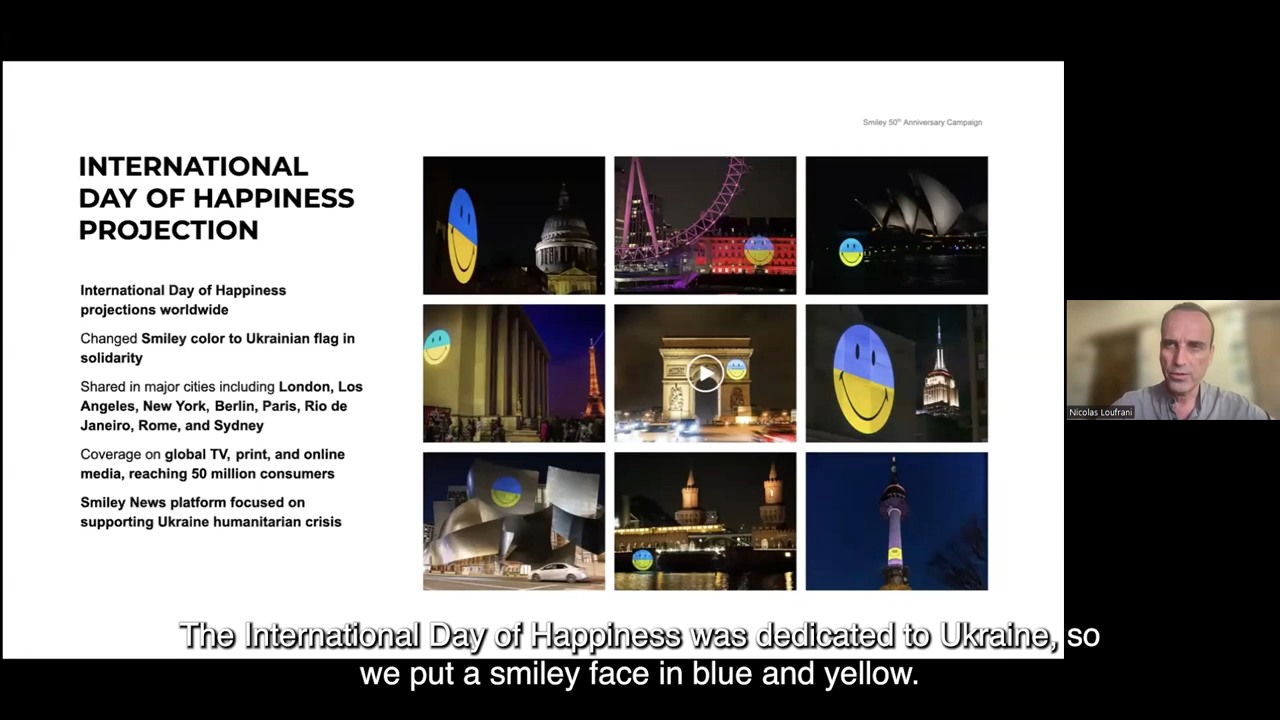 Smiley 50th Anniversary Campaign
INTERNATIONAL
DAY OF HAPPINESS
PROJECTION
International Day of Happiness
projections worldwide
Changed Smiley color to Ukrainian flag in
solidarity
Shared in major cities including London, Los
Angeles, New York, Berlin, Paris, Rio de
Janeiro, Rome, and Sydney
Coverage on global TV, print, and online
media, reaching 50 million consumers
Smiley News platform focused on
supporting Ukraine humanitarian crisis
Nicolas Loufrani
The International Day of Happiness was dedicated to Ukraine, so
we put a smiley face in blue and yellow.